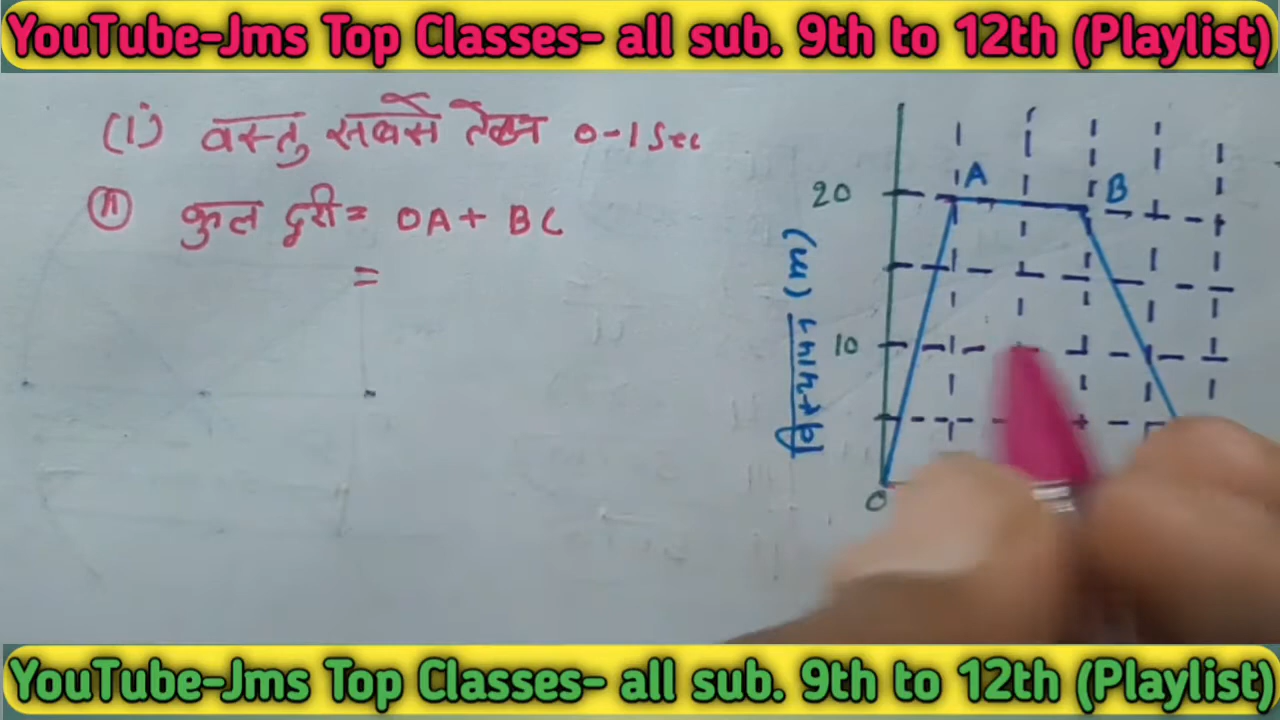 YouTube-Jms Top Classes- all sub. 9th to 12th (Playlist)
(i) वस्तु सबसे तेज 0-1 Sec
(ii) कुल दूरी = OA + BC
=
A
B
20
10
विस्थापन (m)
0
YouTube-Jms Top Classes- all sub. 9th to 12th (Playlist)